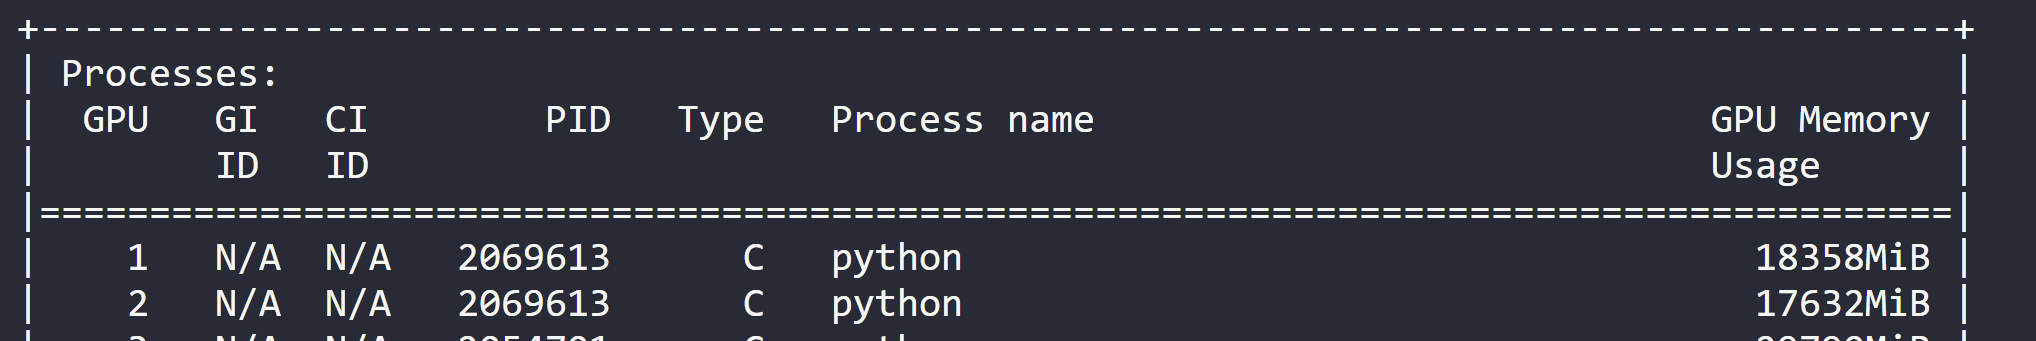 +---------------------------------------------------------------------------------------+
| Processes:                                                                            |
|  GPU   GI   CI        PID   Type   Process name                            GPU Memory |
|        ID   ID                                                             Usage      |
|=======================================================================================|
|    1   N/A  N/A   2069613      C   python                                    18358MiB |
|    2   N/A  N/A   2069613      C   python                                    17632MiB |